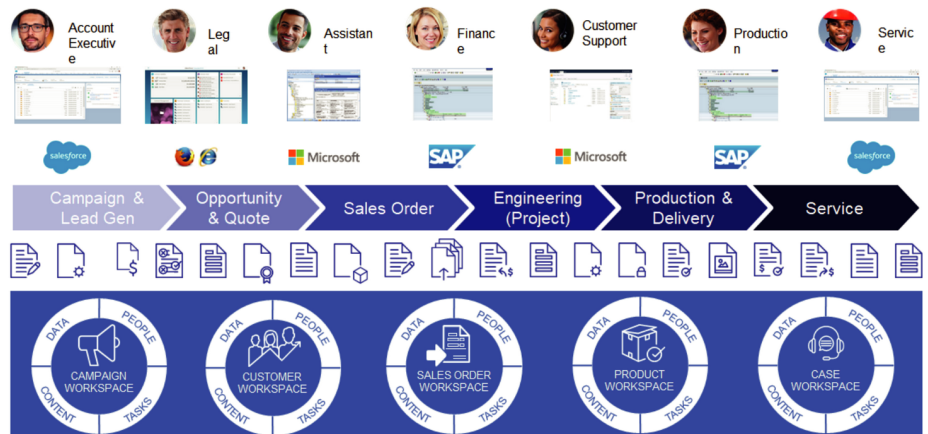 Account
Executiv
e
Leg
al
Assistan
t
Financ
e
Customer
Support
Productio
n
Servic
e
salesforce
Microsoft
SAP
Microsoft
SAP
salesforce
Campaign &
Lead Gen
Opportunity
& Quote
Sales Order
Engineering
(Project)
Production &
Delivery
Service
DATA
PEOPLE
CAMPAIGN
WORKSPACE
CONTENT
TASKS
DATA
PEOPLE
CUSTOMER
WORKSPACE
CONTENT
TASKS
DATA
PEOPLE
SALES ORDER
WORKSPACE
CONTENT
TASKS
DATA
PEOPLE
PRODUCT
WORKSPACE
CONTENT
TASKS
DATA
PEOPLE
CASE
WORKSPACE
CONTENT
TASKS